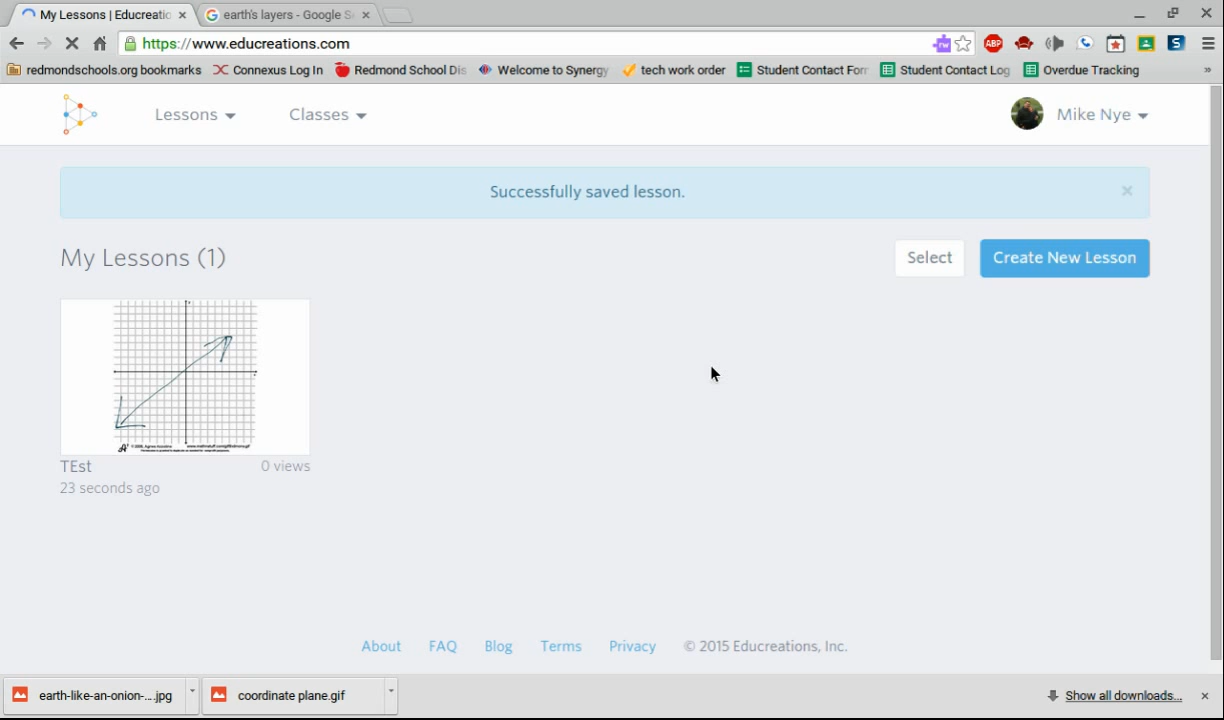 My Lessons | Educreatio
earth's layers - Google S
https://www.educreations.com
redmondschools.org bookmarks
Connexus Log In
Redmond School Dis
Welcome to Synergy
tech work order
Student Contact Form
Student Contact Log
Overdue Tracking
»
Lessons
Classes
Mike Nye
Successfully saved lesson.
×
My Lessons (1)
Select
Create New Lesson
TEst
0 views
23 seconds ago
About
FAQ
Blog
Terms
Privacy
© 2015 Educreations, Inc.
earth-like-an-onion-....jpg
coordinate plane.gif
Show all downloads...